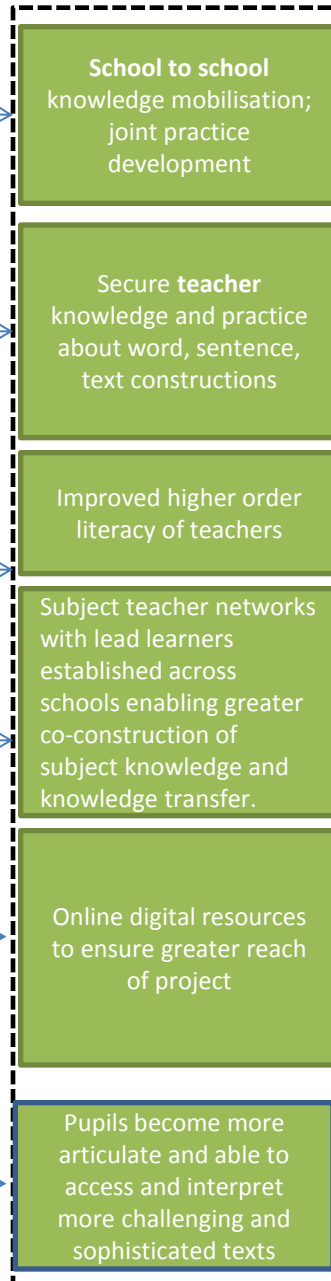 School to school
knowledge mobilisation;
joint practice
development
Secure teacher
knowledge and practice
about word, sentence,
text constructions
Improved higher order
literacy of teachers
Subject teacher networks
with lead learners
established across
schools enabling greater
co-construction of
subject knowledge and
knowledge transfer.
Online digital resources
to ensure greater reach
of project
Pupils become more
articulate and able to
access and interpret
more challenging and
sophisticated texts